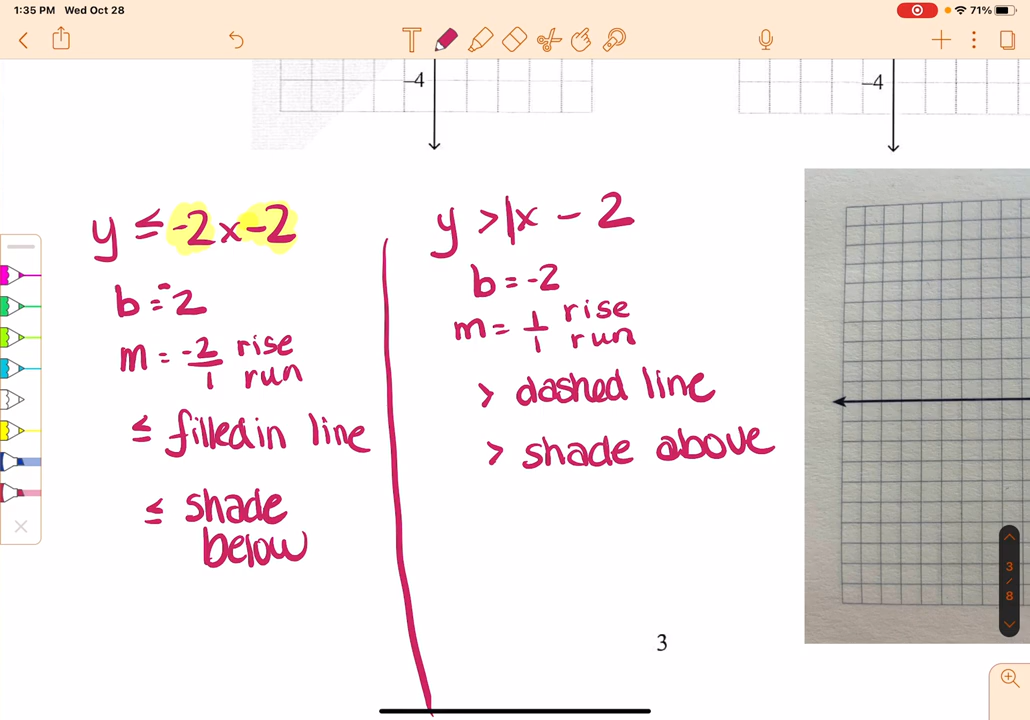 1:35 PM Wed Oct 28
71%
T
-4
-4
y ≤ -2x-2
b = -2
m = -2/1 rise run
≤ filled in line
≤ shade
below
y > 1x - 2
b = -2
m = 1/1 rise run
> dashed line
> shade above
3
3 / 8